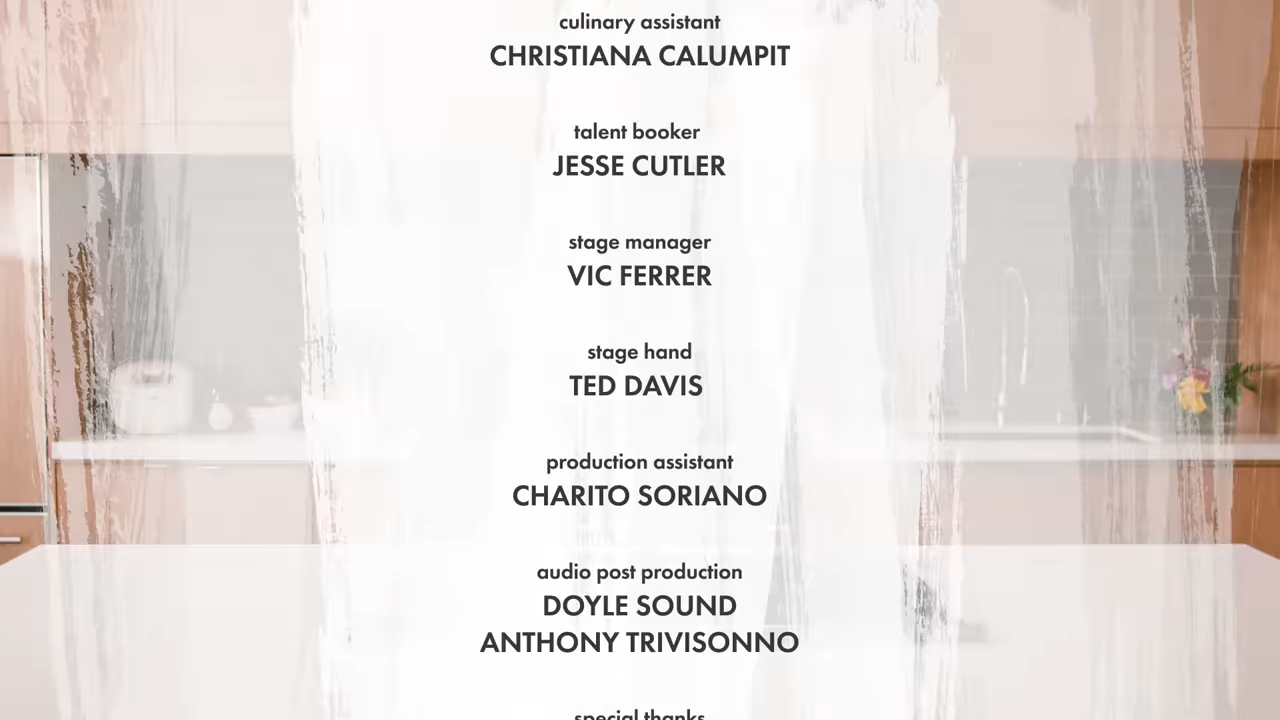 culinary assistant
CHRISTIANA CALUMPIT
talent booker
JESSE CUTLER
stage manager
VIC FERRER
stage hand
TED DAVIS
production assistant
CHARITO SORIANO
audio post production
DOYLE SOUND
ANTHONY TRIVISONNO
special thanks